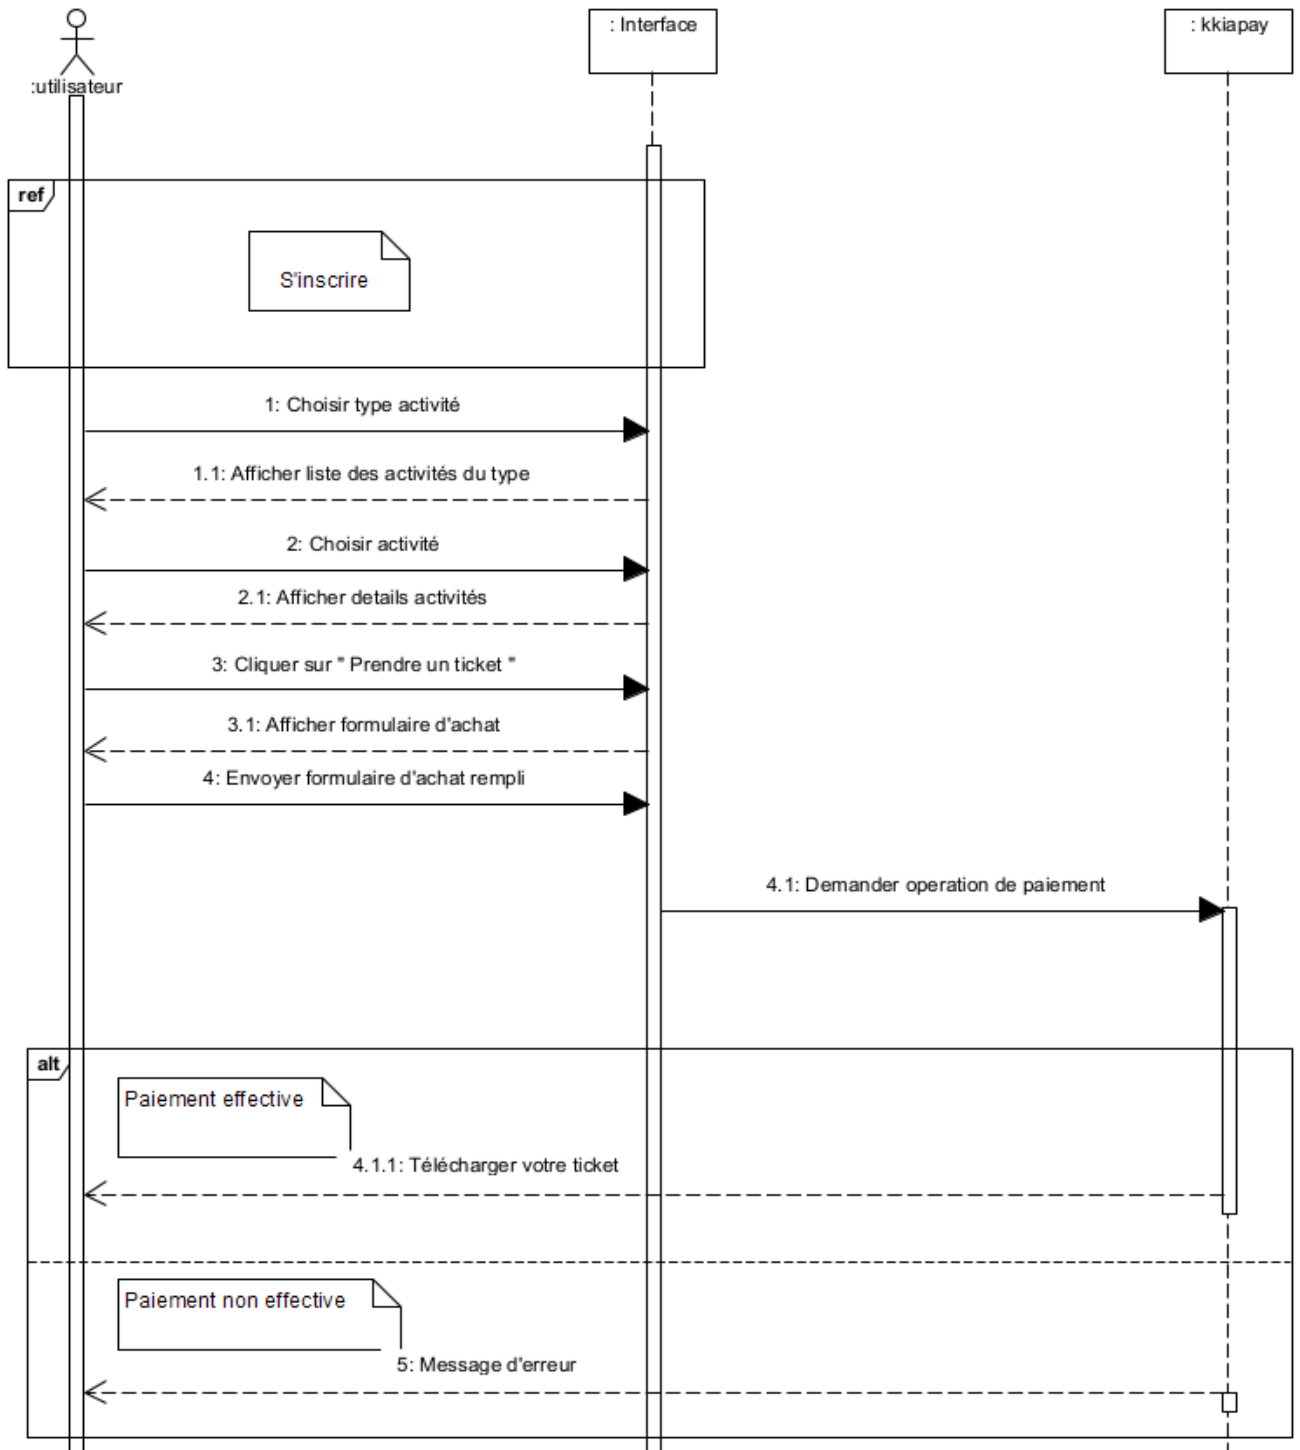 :utilisateur
: Interface
: kkiapay
ref
S'inscrire
1: Choisir type activité
1.1: Afficher liste des activités du type
2: Choisir activité
2.1: Afficher details activités
3: Cliquer sur " Prendre un ticket "
3.1: Afficher formulaire d'achat
4: Envoyer formulaire d'achat rempli
4.1: Demander operation de paiement
alt
Paiement effective
4.1.1: Télécharger votre ticket
Paiement non effective
5: Message d'erreur